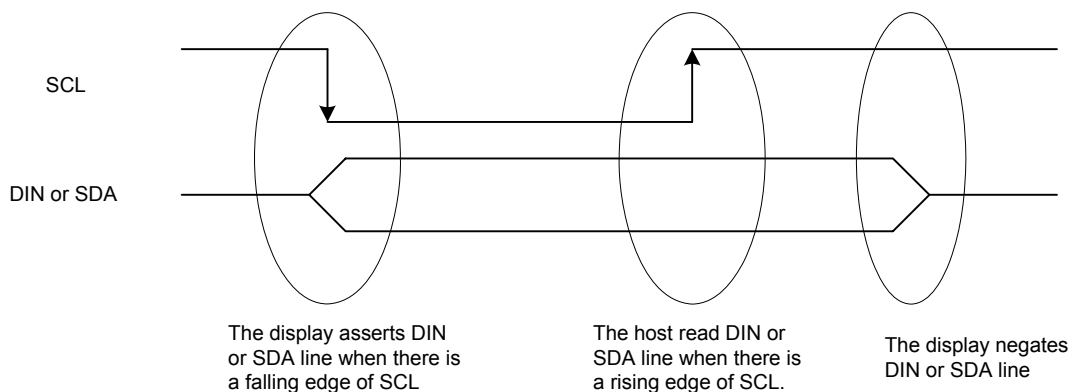 SCL
DIN or SDA
The display asserts DIN
or SDA line when there is
a falling edge of SCL
The host read DIN or
SDA line when there is
a rising edge of SCL.
The display negates
DIN or SDA line